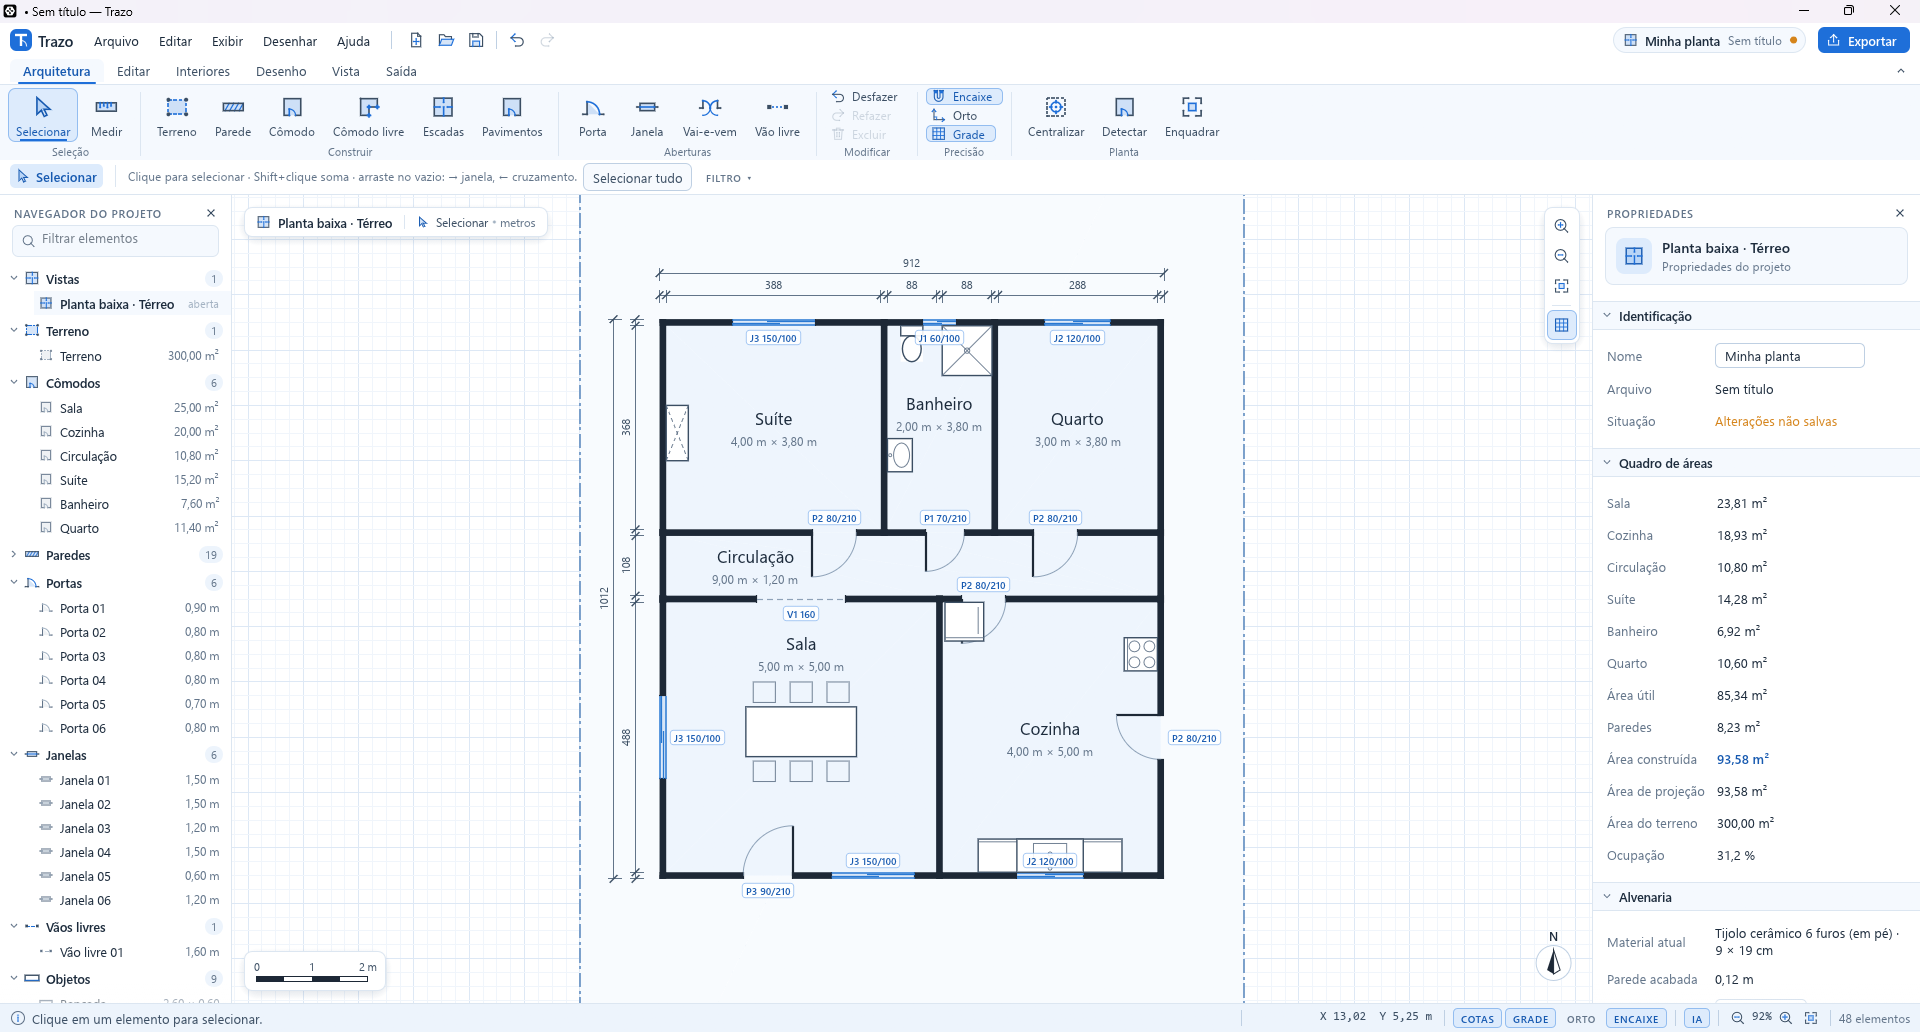 • Sem título — Trazo
Trazo
Arquivo Editar Exibir Desenhar Ajuda
Minha planta Sem título
Exportar
Arquitetura Editar Interiores Desenho Vista Saída
Selecionar Medir
Seleção
Terreno Parede Cômodo Cômodo livre Escadas Pavimentos
Construir
Porta Janela Vai-e-vem Vão livre
Aberturas
Desfazer
Refazer
Excluir
Modificar
Encaixe
Orto
Grade
Precisão
Centralizar Detectar Enquadrar
Planta
Selecionar
Clique para selecionar · Shift+clique soma · arraste no vazio: → janela, ← cruzamento.
Selecionar tudo
FILTRO
NAVEGADOR DO PROJETO
Filtrar elementos
Vistas 1
Planta baixa · Térreo aberta
Terreno 1
Terreno 300,00 m²
Cômodos 6
Sala 25,00 m²
Cozinha 20,00 m²
Circulação 10,80 m²
Suíte 15,20 m²
Banheiro 7,60 m²
Quarto 11,40 m²
Paredes 19
Portas 6
Porta 01 0,90 m
Porta 02 0,80 m
Porta 03 0,80 m
Porta 04 0,80 m
Porta 05 0,70 m
Porta 06 0,80 m
Janelas 6
Janela 01 1,50 m
Janela 02 1,50 m
Janela 03 1,20 m
Janela 04 1,50 m
Janela 05 0,60 m
Janela 06 1,20 m
Vãos livres 1
Vão livre 01 1,60 m
Objetos 9
Planta baixa · Térreo Selecionar • metros
912
388 88 88 288
J3 150/100 J1 60/100 J2 120/100
Suíte
4,00 m × 3,80 m
Banheiro
2,00 m × 3,80 m
Quarto
3,00 m × 3,80 m
368
P2 80/210 P1 70/210 P2 80/210
Circulação
9,00 m × 1,20 m
108
P2 80/210
1012
V1 160
Sala
5,00 m × 5,00 m
J3 150/100
488
Cozinha
4,00 m × 5,00 m
P2 80/210
J3 150/100 J2 120/100
P3 90/210
0 1 2 m
N
PROPRIEDADES
Planta baixa · Térreo
Propriedades do projeto
Identificação
Nome Minha planta
Arquivo Sem título
Situação Alterações não salvas
Quadro de áreas
Sala 23,81 m²
Cozinha 18,93 m²
Circulação 10,80 m²
Suíte 14,28 m²
Banheiro 6,92 m²
Quarto 10,60 m²
Área útil 85,34 m²
Paredes 8,23 m²
Área construída 93,58 m²
Área de projeção 93,58 m²
Área do terreno 300,00 m²
Ocupação 31,2 %
Alvenaria
Material atual Tijolo cerâmico 6 furos (em pé) · 
9 × 19 cm
Parede acabada 0,12 m
Clique em um elemento para selecionar.
X 13,02 Y 5,25 m
COTAS GRADE ORTO ENCAIXE IA
92%
48 elementos